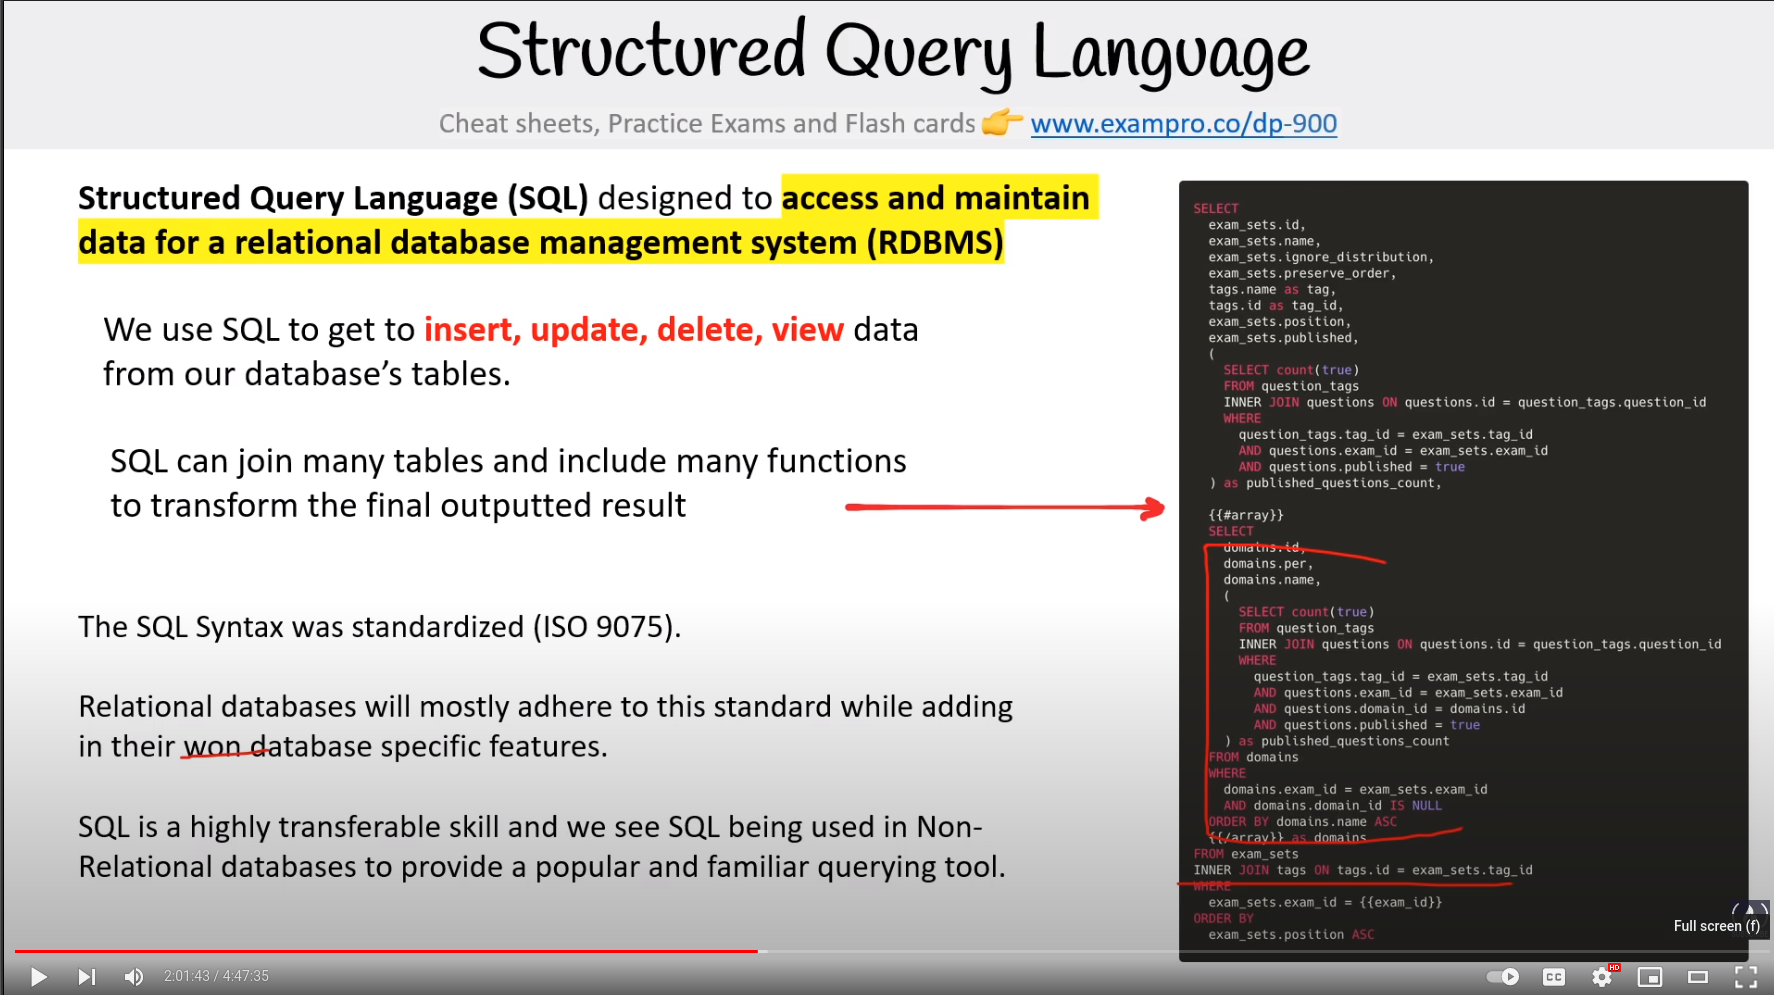 Structured Query Language
Cheat sheets, Practice Exams and Flash cards 👉 www.exampro.co/dp-900
Structured Query Language (SQL) designed to access and maintain
data for a relational database management system (RDBMS)
We use SQL to get to insert, update, delete, view data
from our database’s tables.
SQL can join many tables and include many functions
to transform the final outputted result
The SQL Syntax was standardized (ISO 9075).
Relational databases will mostly adhere to this standard while adding
in their won database specific features.
SQL is a highly transferable skill and we see SQL being used in Non-
Relational databases to provide a popular and familiar querying tool.
SELECT
exam_sets.id,
exam_sets.name,
exam_sets.ignore_distribution,
exam_sets.preserve_order,
tags.name as tag,
tags.id as tag_id,
exam_sets.position,
exam_sets.published,
(
SELECT count(true)
FROM question_tags
INNER JOIN questions ON questions.id = question_tags.question_id
WHERE
question_tags.tag_id = exam_sets.tag_id
AND questions.exam_id = exam_sets.exam_id
AND questions.published = true
) as published_questions_count,
{{#array}}
SELECT
domains.id,
domains.per,
domains.name,
(
SELECT count(true)
FROM question_tags
INNER JOIN questions ON questions.id = question_tags.question_id
WHERE
question_tags.tag_id = exam_sets.tag_id
AND questions.exam_id = exam_sets.exam_id
AND questions.domain_id = domains.id
AND questions.published = true
) as published_questions_count
FROM domains
WHERE
domains.exam_id = exam_sets.exam_id
AND domains.domain_id IS NULL
ORDER BY domains.name ASC
{{/array}} as domains
FROM exam_sets
INNER JOIN tags ON tags.id = exam_sets.tag_id
WHERE
exam_sets.exam_id = {{exam_id}}
ORDER BY
exam_sets.position ASC
Full screen (f)
2:01:43 / 4:47:35
CC
HD